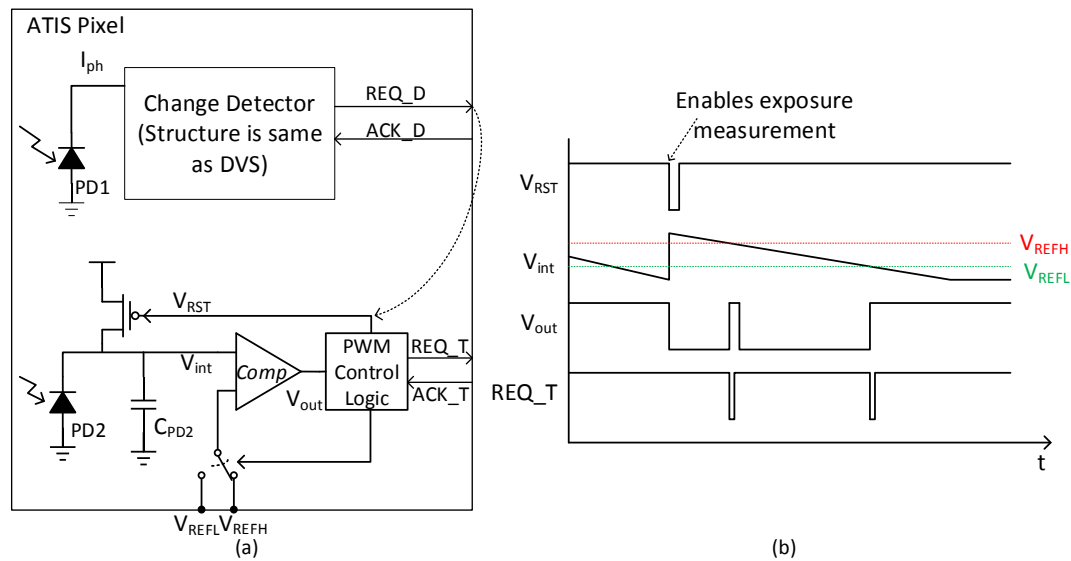 ATIS Pixel
Iph
Change Detector
(Structure is same
as DVS)
REQ_D
ACK_D
PD1
VRST
Vint
Comp
Vout
PWM
Control
Logic
REQ_T
ACK_T
PD2
CPD2
VREFL
VREFH
(a)
Enables exposure
measurement
VRST
VREFH
Vint
VREFL
Vout
REQ_T
t
(b)